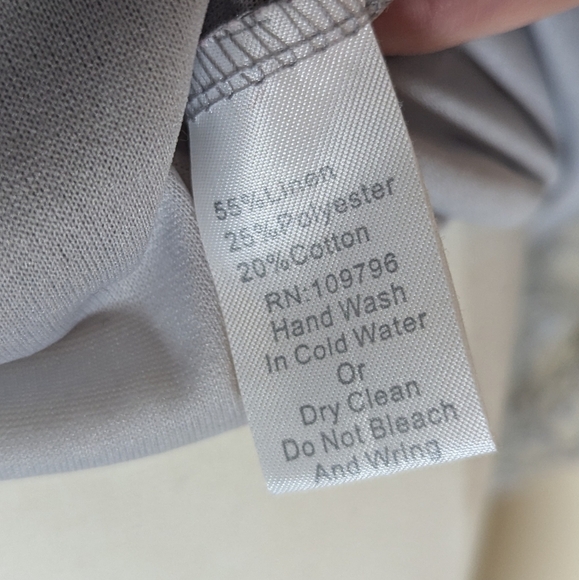 55%Linen
25%Polyester
20%Cotton
RN:109796
Hand Wash
In Cold Water
Or
Dry Clean
Do Not Bleach
And Wring